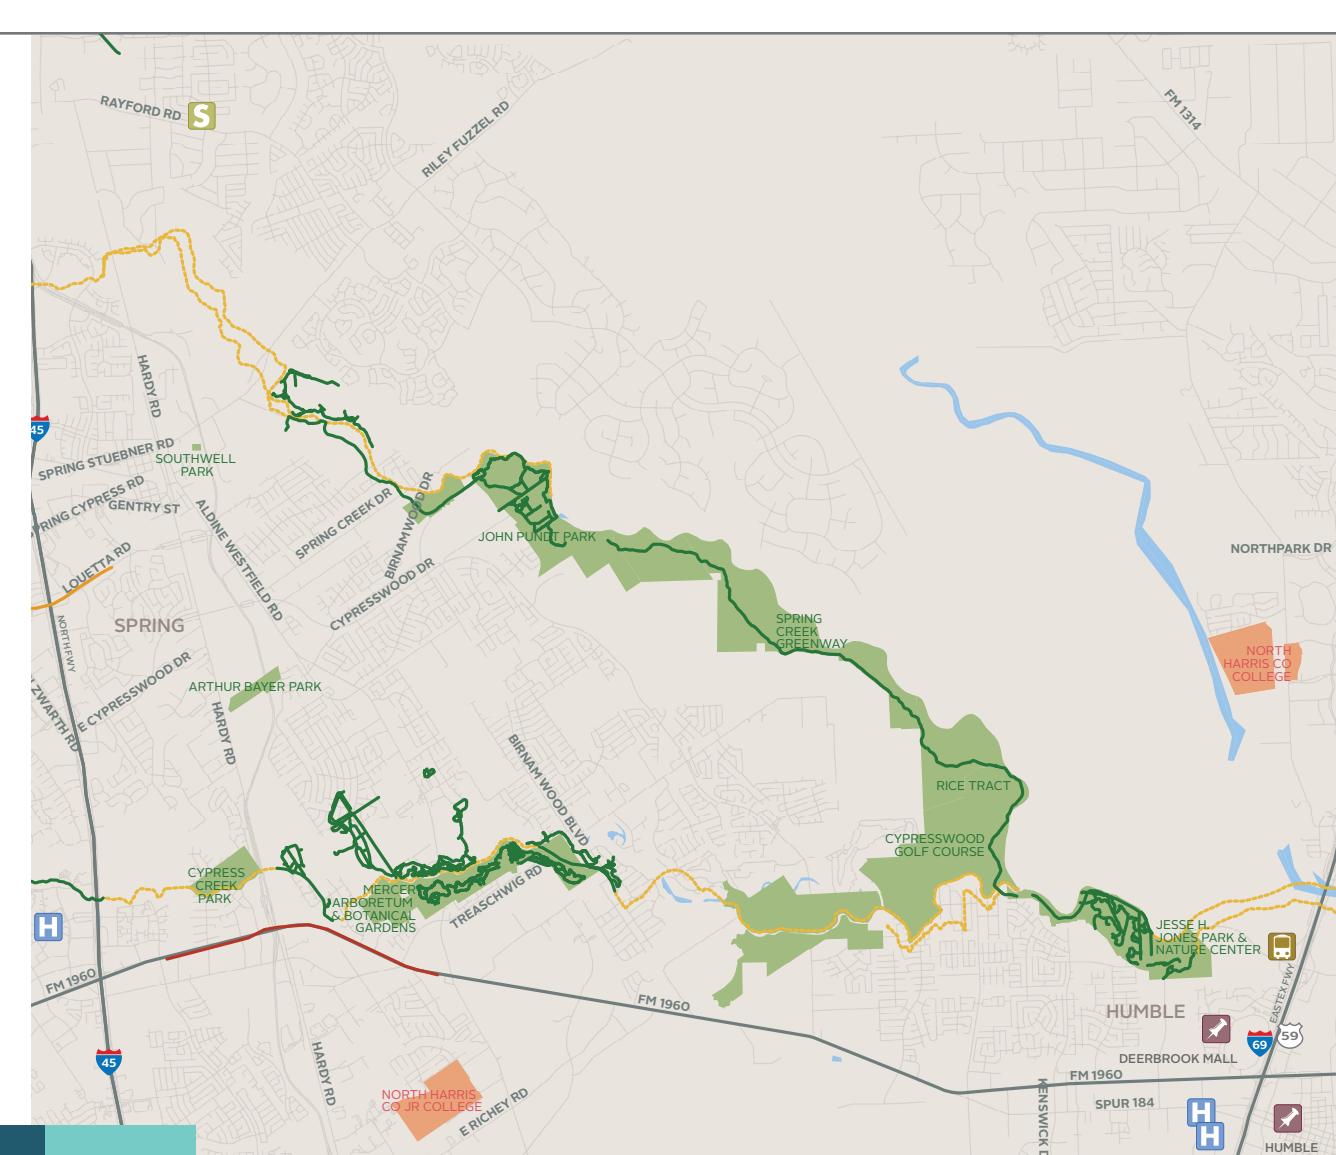 RAYFORD RD
S
RILEY FUZZEL RD
FM 1314
HARDY RD
45
SPRING STUEBNER RD
SOUTHWELL
PARK
SPRING CYPRESS RD
GENTRY ST
ALDINE WESTFIELD RD
SPRING CREEK DR
BIRNAMWOOD DR
JOHN PUNDT PARK
CYPRESSWOOD DR
LOUETTA RD
NORTHPARK DR
SPRING
NORTH FWY
SPRING
CREEK
GREENWAY
NORTH
HARRIS CO
COLLEGE
E CYPRESSWOOD DR
ZWARTH RD
ARTHUR BAYER PARK
HARDY RD
BIRNAM WOOD BLVD
RICE TRACT
CYPRESSWOOD
GOLF COURSE
CYPRESS
CREEK
PARK
MERCER
ARBORETUM
& BOTANICAL
GARDENS
TREASCHWIG RD
H
JESSE H.
JONES PARK &
NATURE CENTER
FM 1960
FM 1960
EASTEX FWY
HUMBLE
59
69
DEERBROOK MALL
45
HARDY RD
FM 1960
NORTH HARRIS
CO JR COLLEGE
E RICHEY RD
KENSWICK D
SPUR 184
H
H
HUMBLE